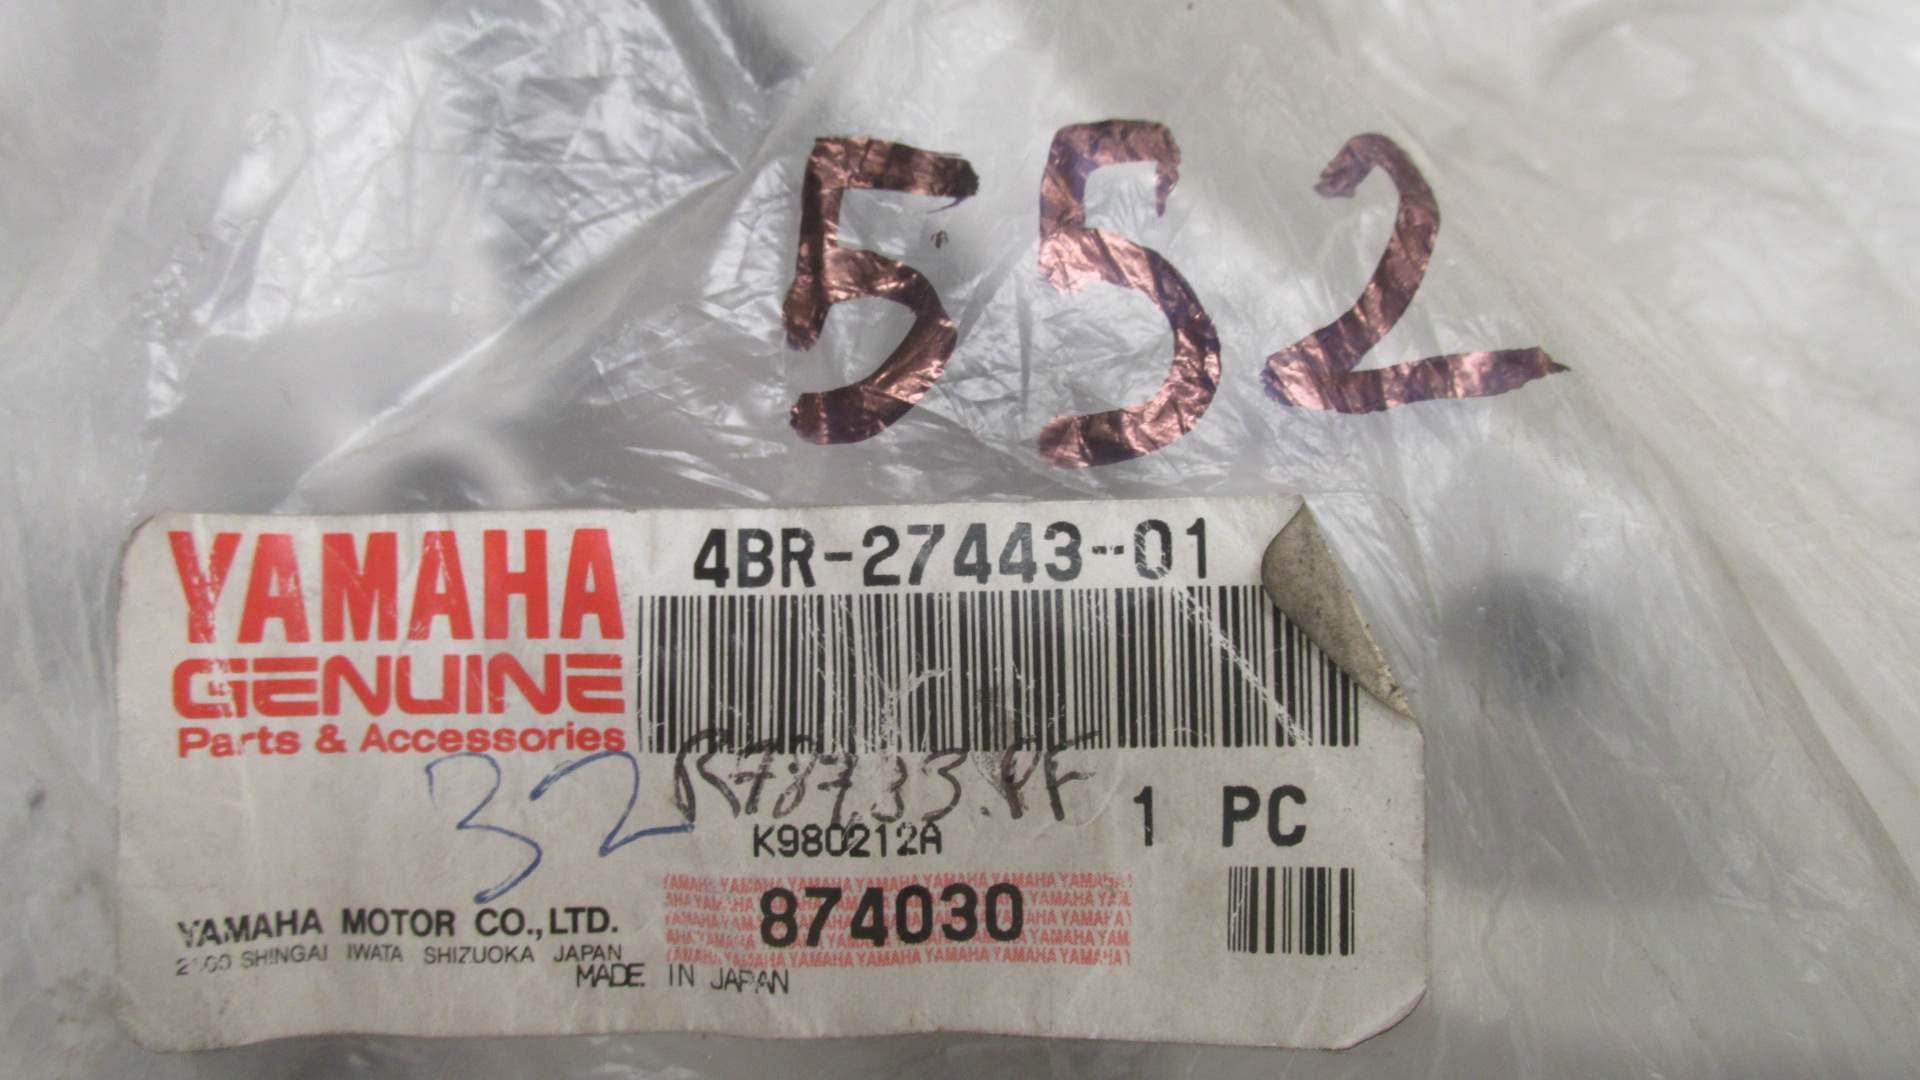 552
YAMAHA
GENUINE
Parts & Accessories
4BR-27443-01
32
K980212A
1 PC
874030
YAMAHA MOTOR CO., LTD.
2500 SHINGAI IWATA SHIZUOKA JAPAN
MADE IN JAPAN